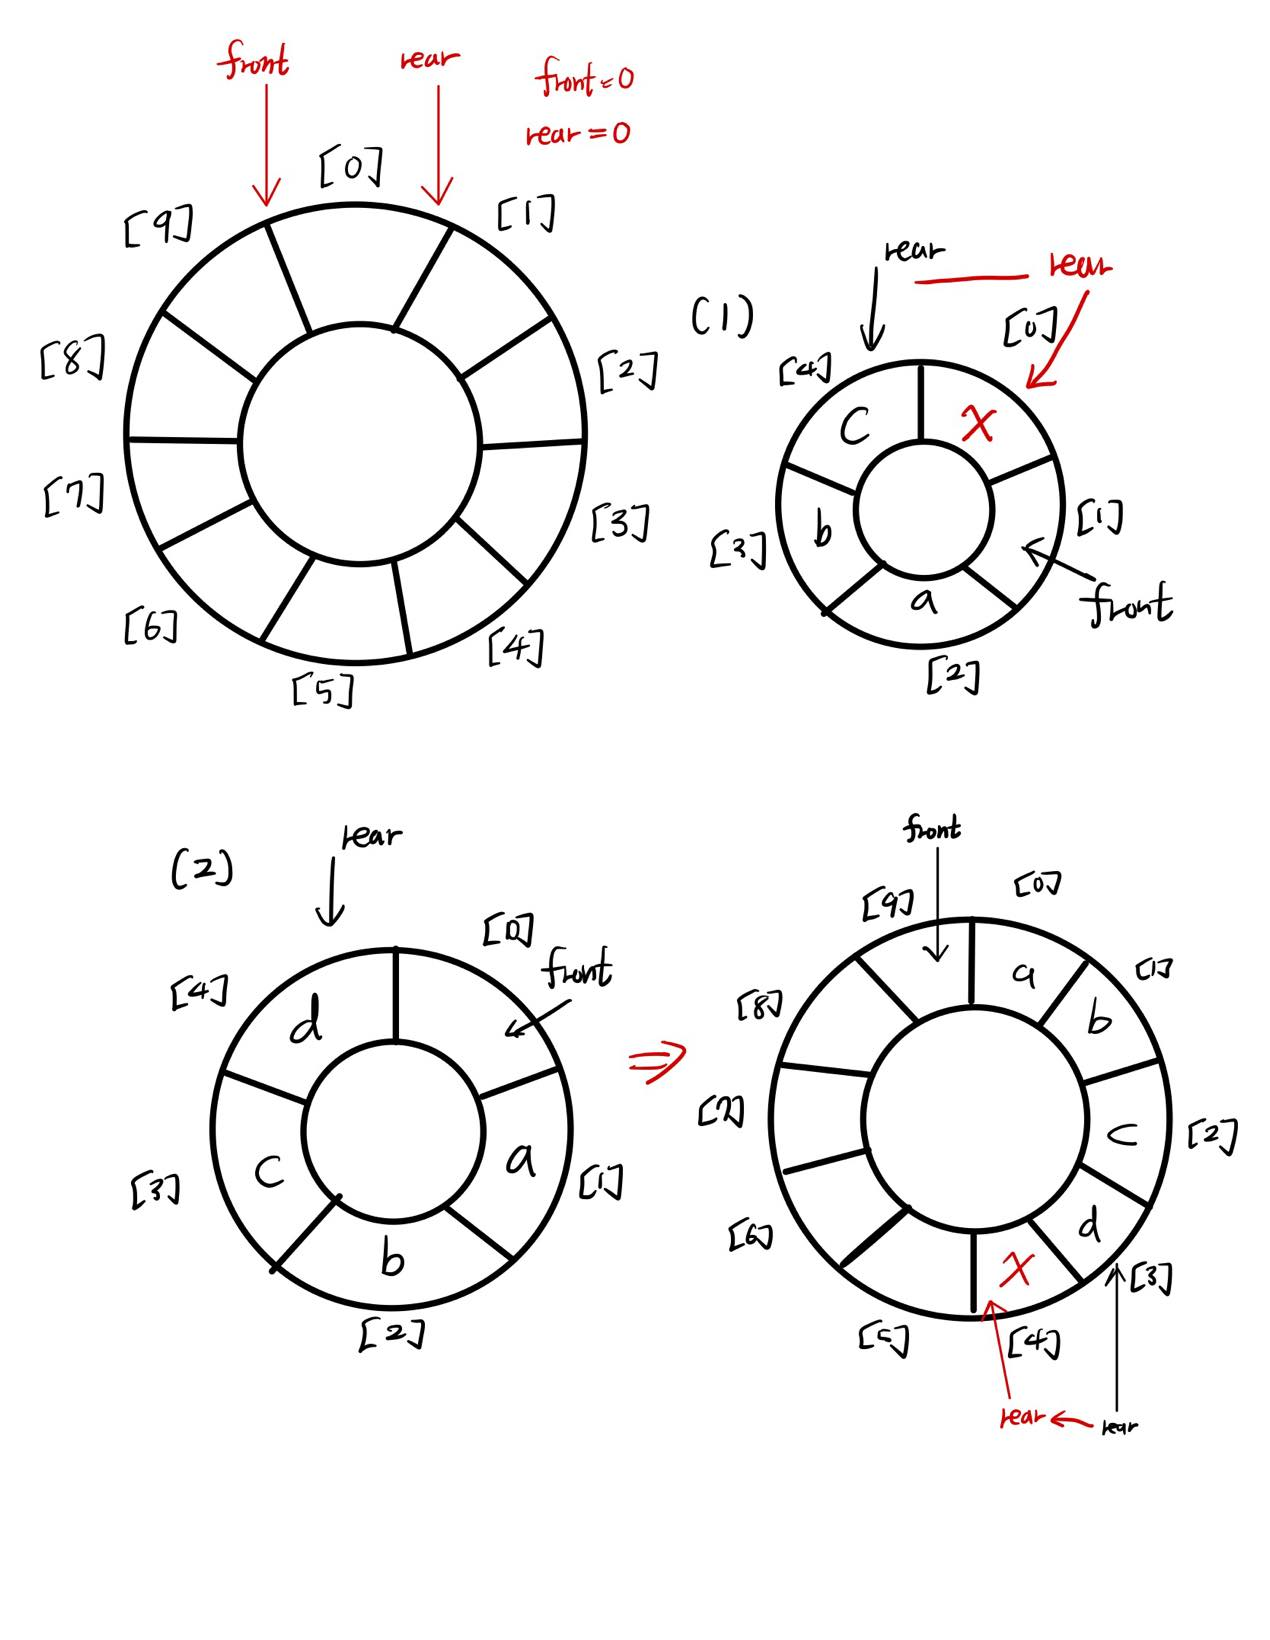 front
rear
front=0
rear=0
[0]
[1]
[2]
[3]
[4]
[5]
[6]
[7]
[8]
[9]
(1)
rear
rear
[0]
[4]
C
X
[3]
b
[1]
a
front
[2]
(2)
rear
[0]
front
[4]
d
[3]
c
a
[1]
b
[2]
⇒
front
[9]
[0]
a
[1]
b
[8]
[7]
c
[2]
[6]
d
X
[3]
[5]
[4]
rear ← rear